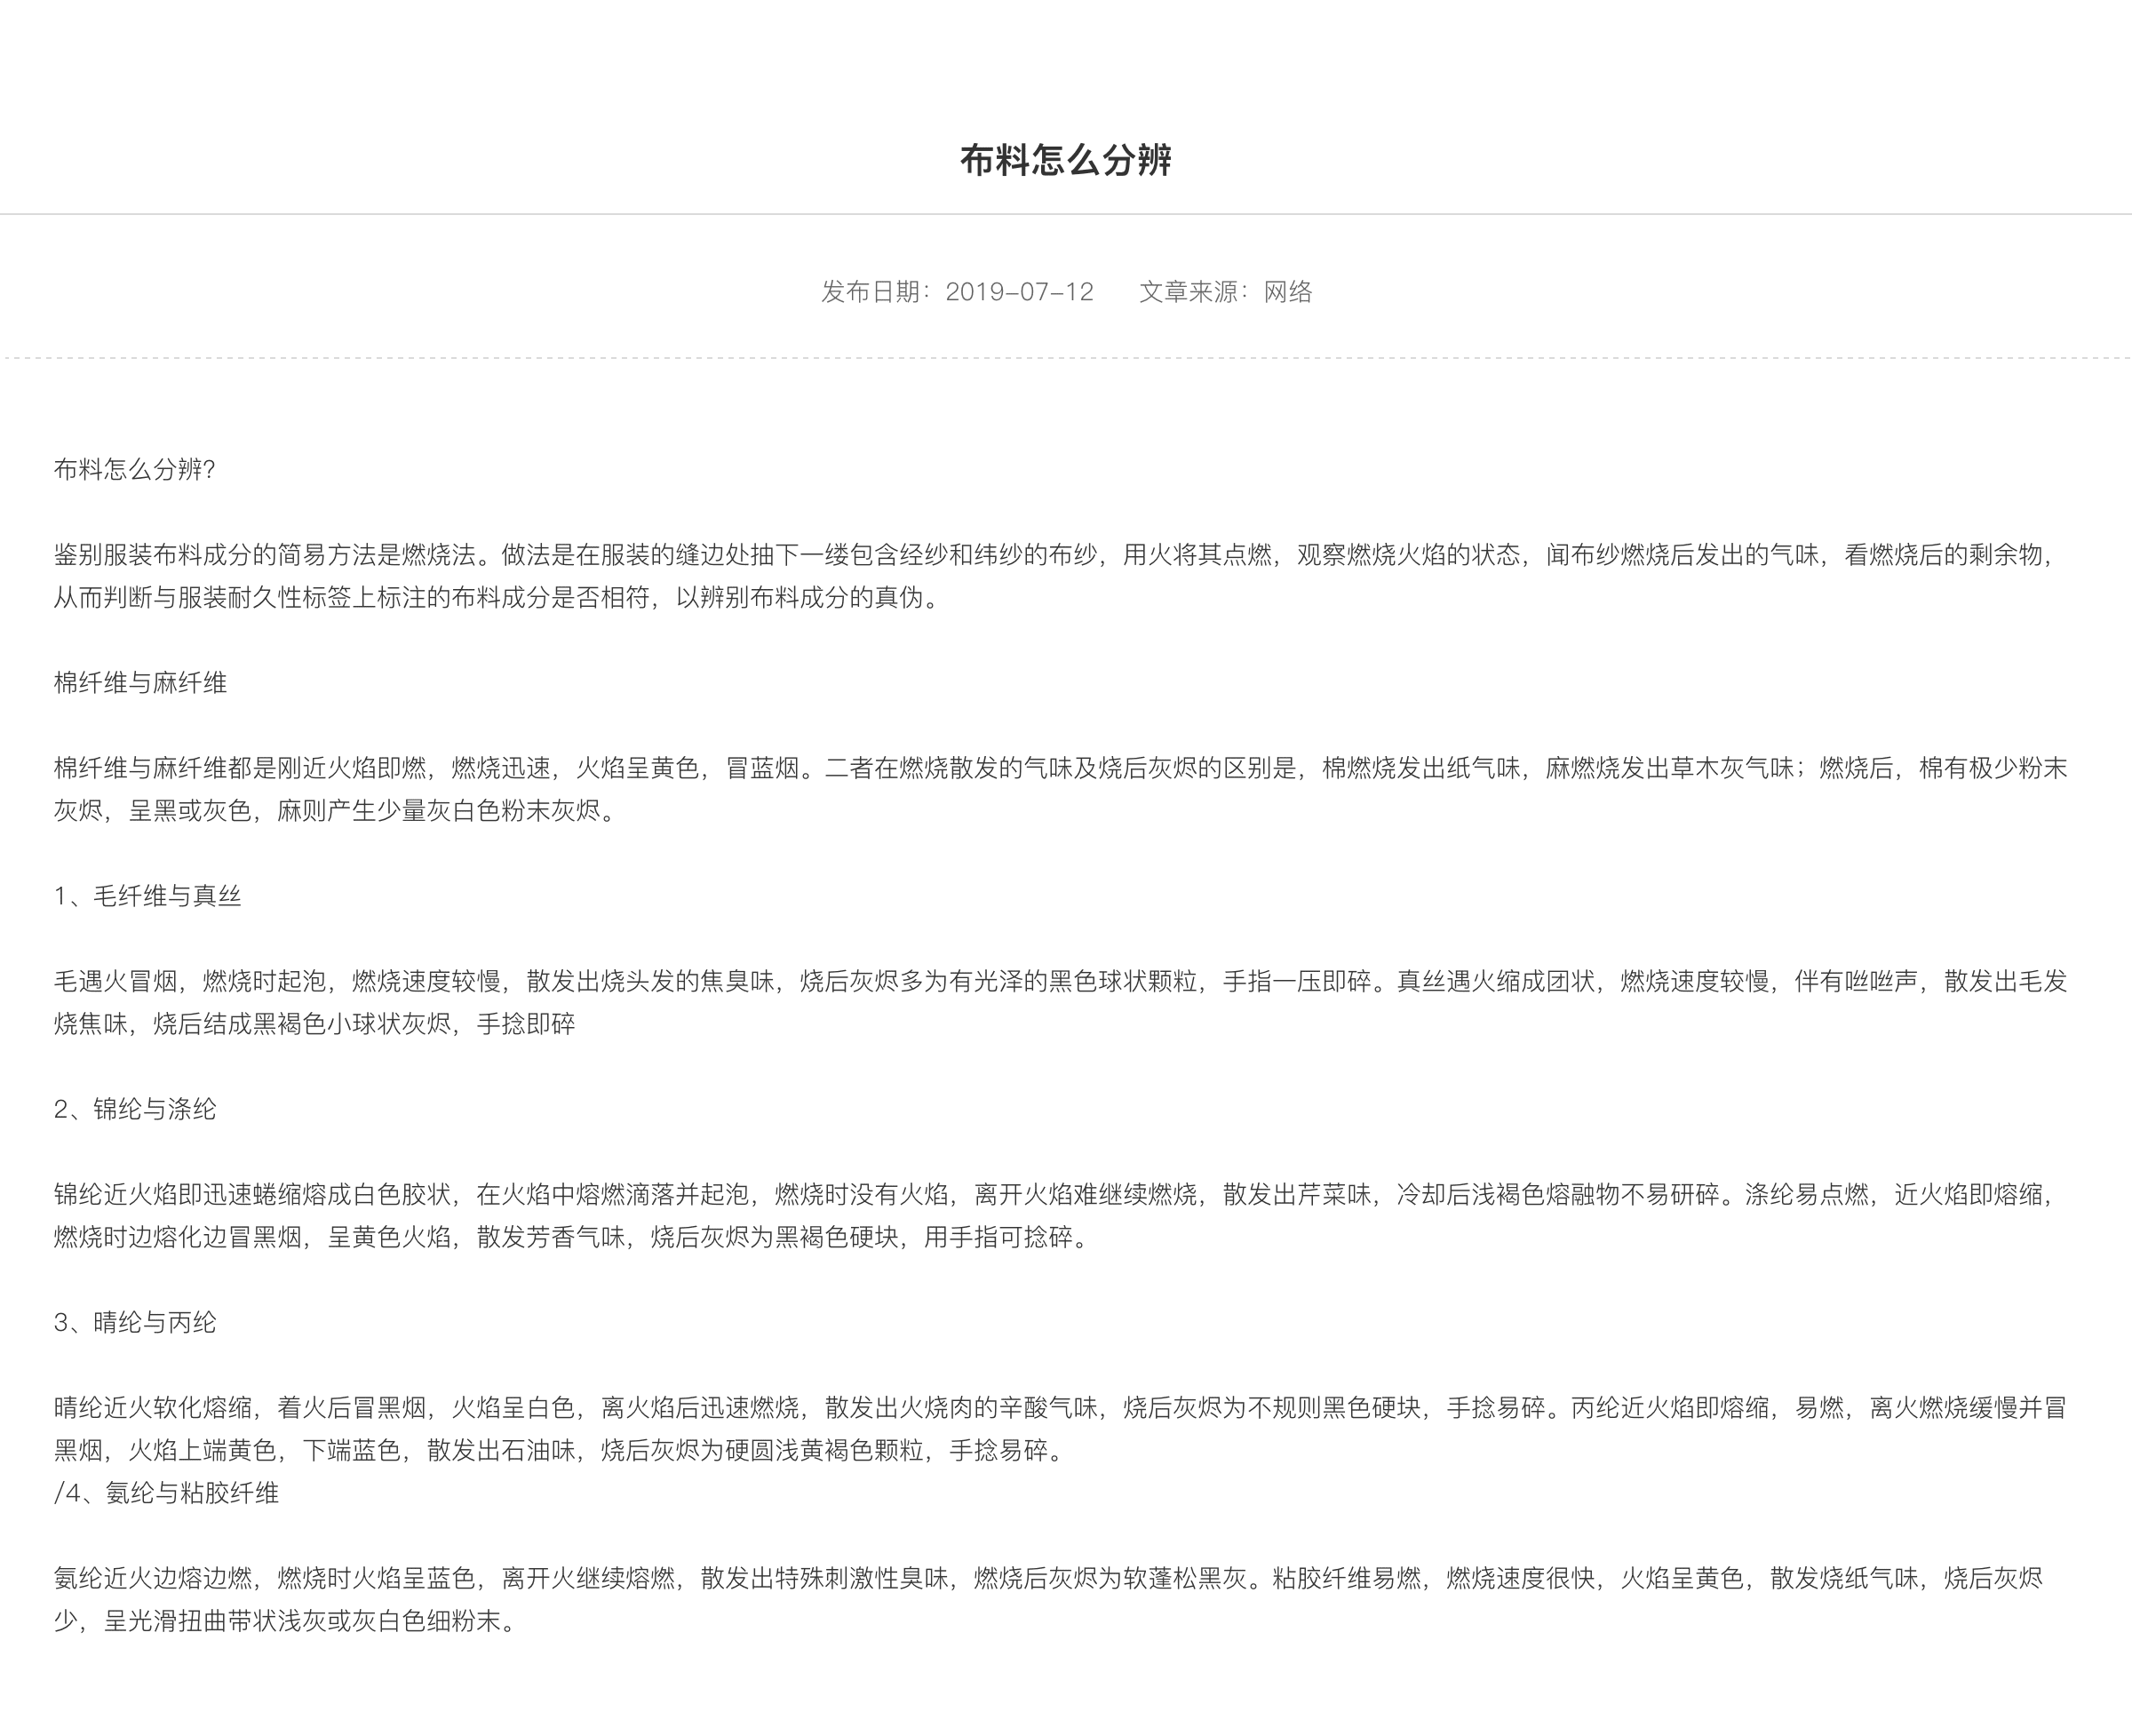 布料怎么分辨
发布日期：2019-07-12 文章来源：网络
布料怎么分辨？
鉴别服装布料成分的简易方法是燃烧法。做法是在服装的缝边处抽下一缕包含经纱和纬纱的布纱，用火将其点燃，观察燃烧火焰的状态，闻布纱燃烧后发出的气味，看燃烧后的剩余物，
从而判断与服装耐久性标签上标注的布料成分是否相符，以辨别布料成分的真伪。
棉纤维与麻纤维
棉纤维与麻纤维都是刚近火焰即燃，燃烧迅速，火焰呈黄色，冒蓝烟。二者在燃烧散发的气味及烧后灰烬的区别是，棉燃烧发出纸气味，麻燃烧发出草木灰气味；燃烧后，棉有极少粉末
灰烬，呈黑或灰色，麻则产生少量灰白色粉末灰烬。
1、毛纤维与真丝
毛遇火冒烟，燃烧时起泡，燃烧速度较慢，散发出烧头发的焦臭味，烧后灰烬多为有光泽的黑色球状颗粒，手指一压即碎。真丝遇火缩成团状，燃烧速度较慢，伴有咝咝声，散发出毛发
烧焦味，烧后结成黑褐色小球状灰烬，手捻即碎
2、锦纶与涤纶
锦纶近火焰即迅速蜷缩熔成白色胶状，在火焰中熔燃滴落并起泡，燃烧时没有火焰，离开火焰难继续燃烧，散发出芹菜味，冷却后浅褐色熔融物不易研碎。涤纶易点燃，近火焰即熔缩，
燃烧时边熔化边冒黑烟，呈黄色火焰，散发芳香气味，烧后灰烬为黑褐色硬块，用手指可捻碎。
3、晴纶与丙纶
晴纶近火软化熔缩，着火后冒黑烟，火焰呈白色，离火焰后迅速燃烧，散发出火烧肉的辛酸气味，烧后灰烬为不规则黑色硬块，手捻易碎。丙纶近火焰即熔缩，易燃，离火燃烧缓慢并冒
黑烟，火焰上端黄色，下端蓝色，散发出石油味，烧后灰烬为硬圆浅黄褐色颗粒，手捻易碎。
/4、氨纶与粘胶纤维
氨纶近火边熔边燃，燃烧时火焰呈蓝色，离开火继续熔燃，散发出特殊刺激性臭味，燃烧后灰烬为软蓬松黑灰。粘胶纤维易燃，燃烧速度很快，火焰呈黄色，散发烧纸气味，烧后灰烬
少，呈光滑扭曲带状浅灰或灰白色细粉末。